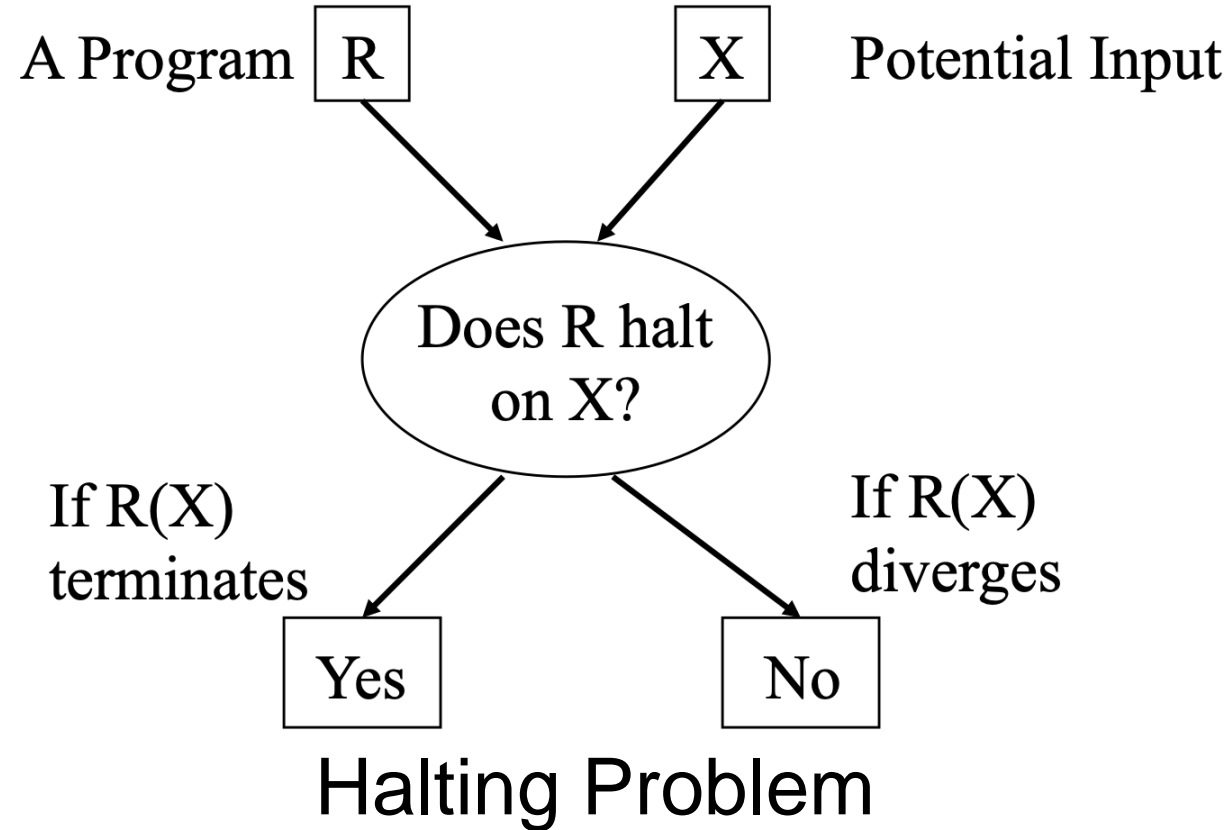 A Program R X Potential Input
Does R halt
on X?
If R(X)
terminates
If R(X)
diverges
Yes
No
Halting Problem